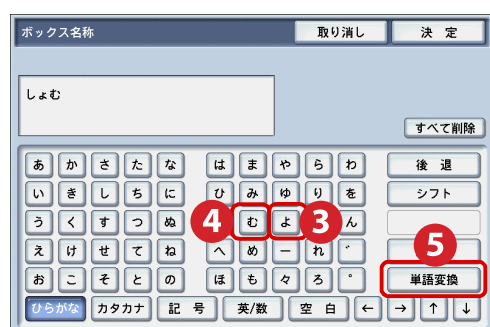 ボックス名称 取り消し 決 定
しょむ
すべて削除
あ か さ た な は ま や ら わ 後 退
い き し ち に ひ み ゆ り を シフト
う く す つ ぬ 4 む よ 3 ん
え け せ て ね へ め ー れ ゛ 5
お こ そ と の ほ も 々 ろ ゜ 単語変換
ひらがな カタカナ 記 号 英/数 空 白 ← → ↑ ↓